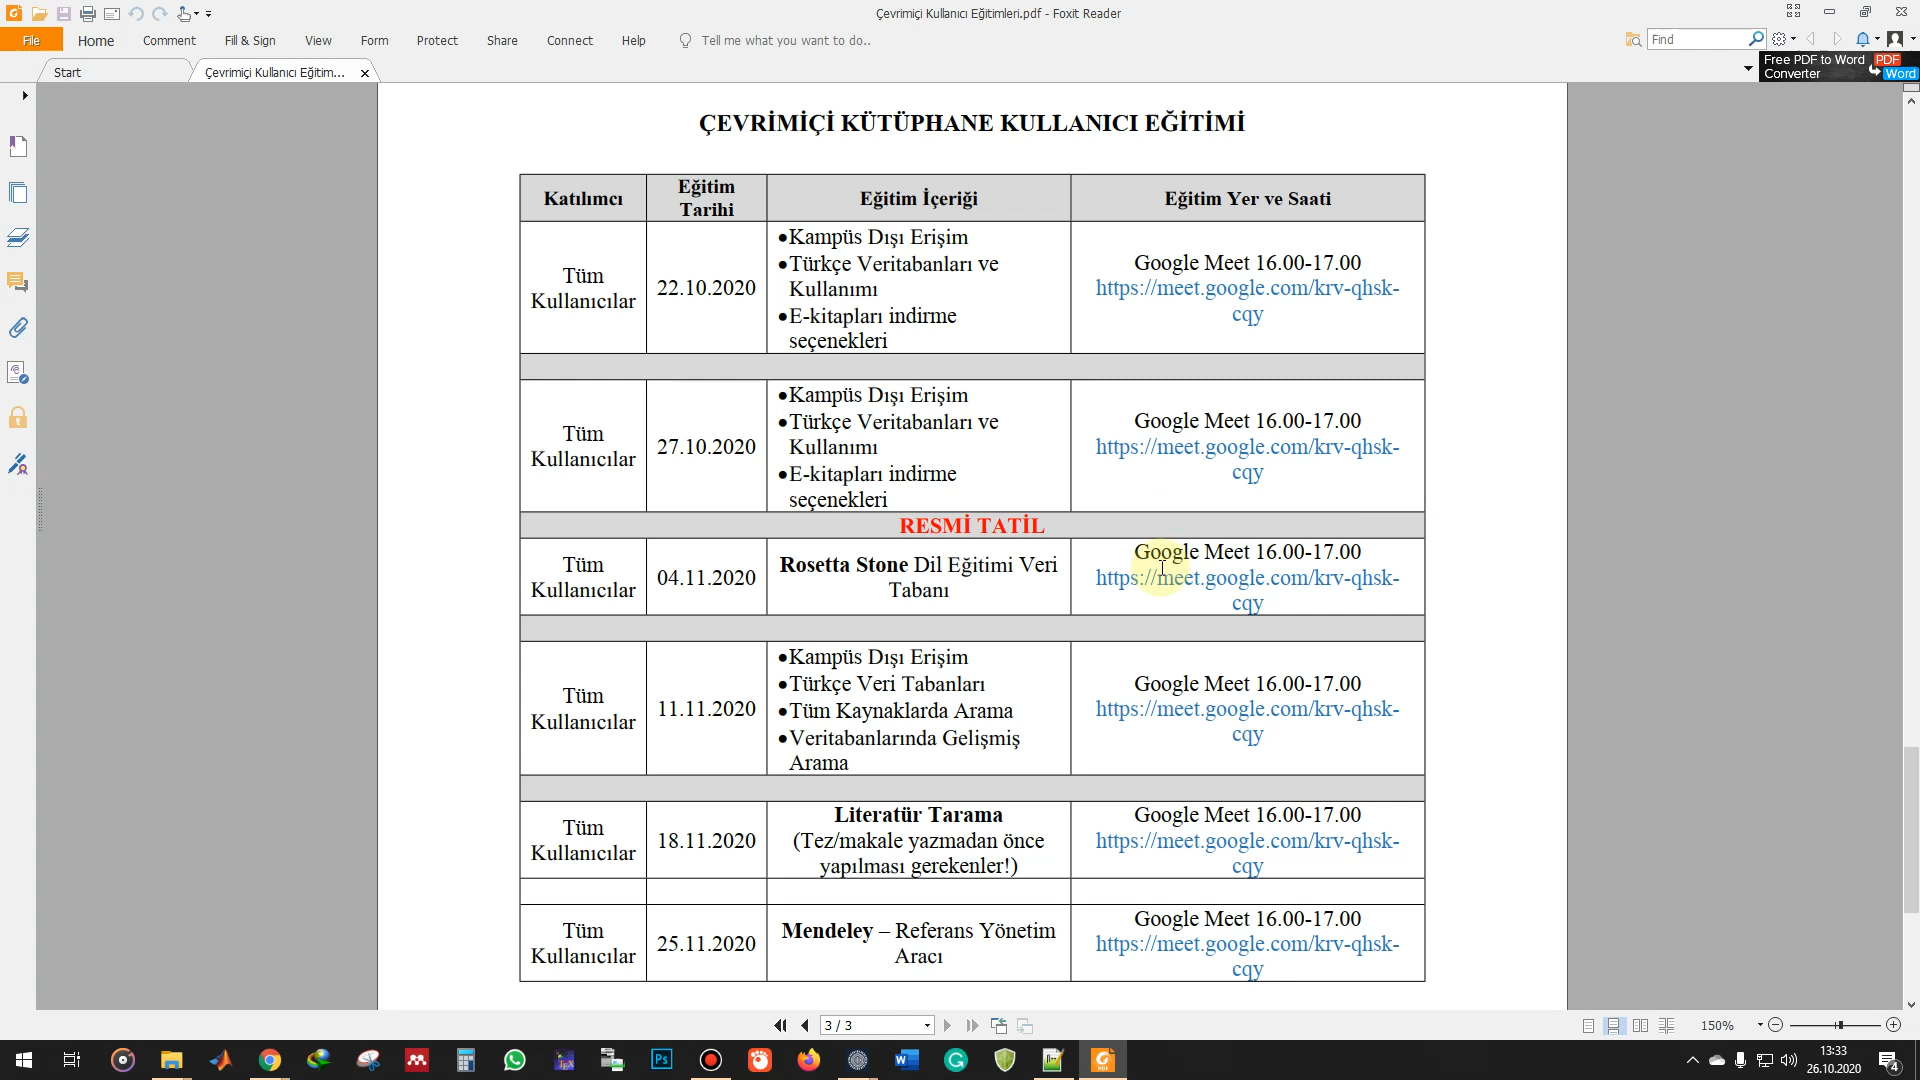 Çevrimiçi Kullanıcı Eğitimleri.pdf - Foxit Reader
File Home Comment Fill & Sign View Form Protect Share Connect Help Tell me what you want to do.. Find
Start Çevrimiçi Kullanıcı Eğitim...
Free PDF to Word Converter PDF Word
ÇEVRİMİÇİ KÜTÜPHANE KULLANICI EĞİTİMİ
Katılımcı
Eğitim
Tarihi
Eğitim İçeriği
Eğitim Yer ve Saati
Tüm
Kullanıcılar
22.10.2020
●Kampüs Dışı Erişim
●Türkçe Veritabanları ve
Kullanımı
●E-kitapları indirme
seçenekleri
Google Meet 16.00-17.00
https://meet.google.com/krv-qhsk-
cqy
Tüm
Kullanıcılar
27.10.2020
●Kampüs Dışı Erişim
●Türkçe Veritabanları ve
Kullanımı
●E-kitapları indirme
seçenekleri
Google Meet 16.00-17.00
https://meet.google.com/krv-qhsk-
cqy
RESMİ TATİL
Tüm
Kullanıcılar
04.11.2020
Rosetta Stone Dil Eğitimi Veri
Tabanı
Google Meet 16.00-17.00
https://meet.google.com/krv-qhsk-
cqy
Tüm
Kullanıcılar
11.11.2020
●Kampüs Dışı Erişim
●Türkçe Veri Tabanları
●Tüm Kaynaklarda Arama
●Veritabanlarında Gelişmiş
Arama
Google Meet 16.00-17.00
https://meet.google.com/krv-qhsk-
cqy
Tüm
Kullanıcılar
18.11.2020
Literatür Tarama
(Tez/makale yazmadan önce
yapılması gerekenler!)
Google Meet 16.00-17.00
https://meet.google.com/krv-qhsk-
cqy
Tüm
Kullanıcılar
25.11.2020
Mendeley – Referans Yönetim
Aracı
Google Meet 16.00-17.00
https://meet.google.com/krv-qhsk-
cqy
3 / 3
150%
Ps
13:33
26.10.2020
4